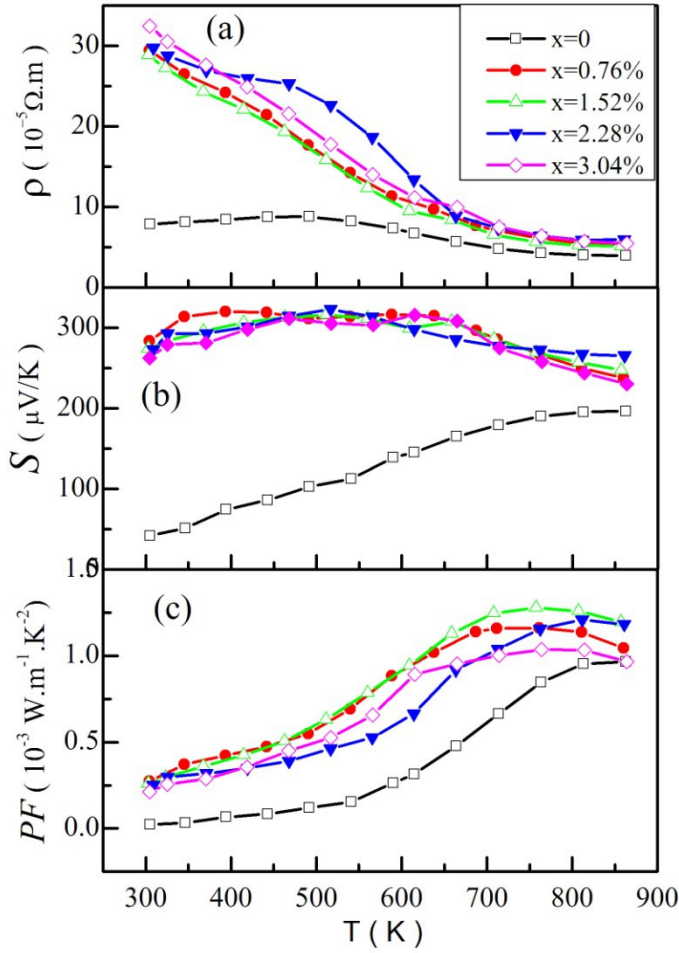 (a)
30
20
10
0
ρ ( 10⁻⁵Ω.m)
x=0
x=0.76%
x=1.52%
x=2.28%
x=3.04%
(b)
300
200
100
0
S ( μV/K)
(c)
1.5
1.0
0.5
0.0
PF ( 10⁻³ W.m⁻¹.K⁻²)
300 400 500 600 700 800 900
T ( K )